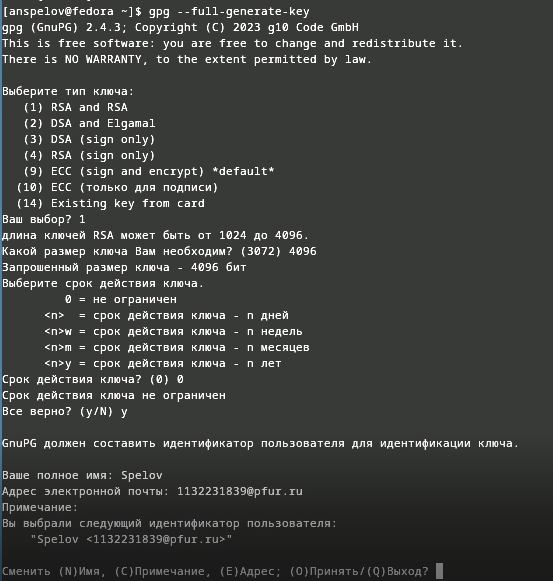 [anspelov@fedora ~]$ gpg --full-generate-key
gpg (GnuPG) 2.4.3; Copyright (C) 2023 g10 Code GmbH
This is free software: you are free to change and redistribute it.
There is NO WARRANTY, to the extent permitted by law.
Выберите тип ключа:
(1) RSA and RSA
(2) DSA and Elgamal
(3) DSA (sign only)
(4) RSA (sign only)
(9) ECC (sign and encrypt) *default*
(10) ECC (только для подписи)
(14) Existing key from card
Ваш выбор? 1
длина ключей RSA может быть от 1024 до 4096.
Какой размер ключа Вам необходим? (3072) 4096
Запрошенный размер ключа - 4096 бит
Выберите срок действия ключа.
0 = не ограничен
<n>  = срок действия ключа - n дней
<n>w = срок действия ключа - n недель
<n>m = срок действия ключа - n месяцев
<n>y = срок действия ключа - n лет
Срок действия ключа? (0) 0
Срок действия ключа не ограничен
Все верно? (y/N) y
GnuPG должен составить идентификатор пользователя для идентификации ключа.
Ваше полное имя: Spelov
Адрес электронной почты: 1132231839@pfur.ru
Примечание:
Вы выбрали следующий идентификатор пользователя:
"Spelov <1132231839@pfur.ru>"
Сменить (N)Имя, (C)Примечание, (E)Адрес; (O)Принять/(Q)Выход?